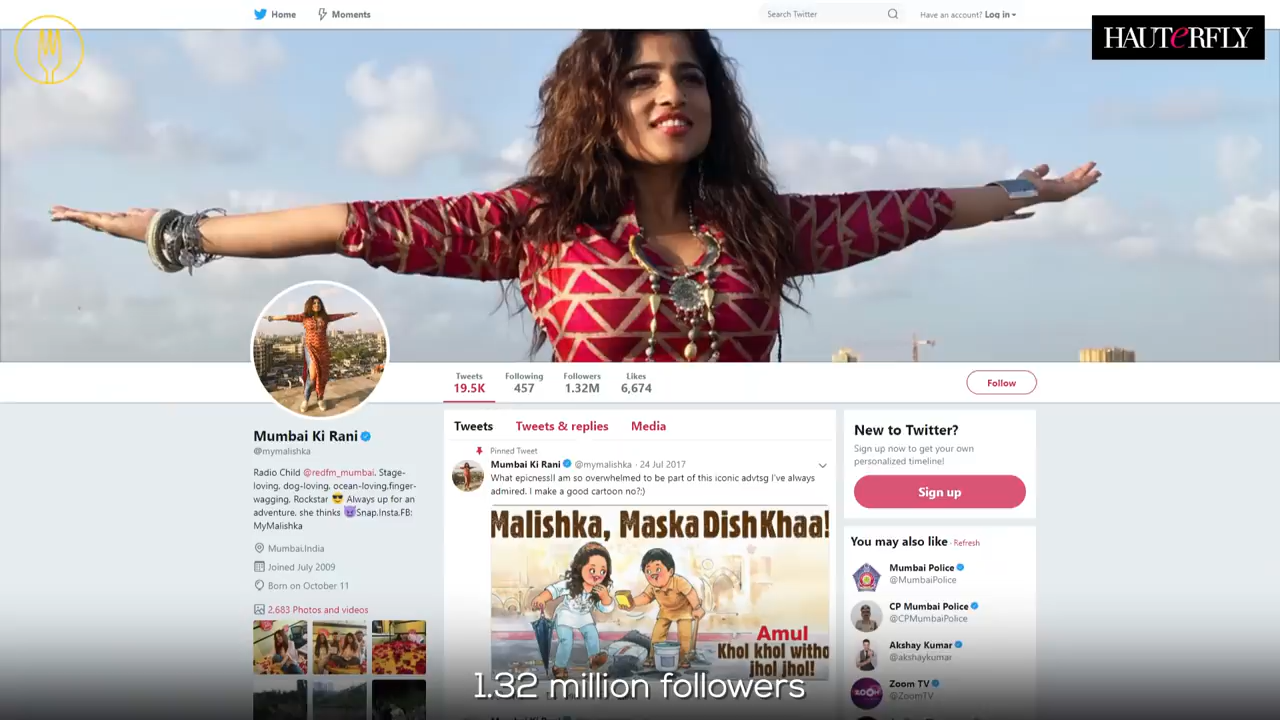 Home
Moments
Search Twitter
Have an account? Log in
HAUTeRFLY
Tweets
19.5K
Following
457
Followers
1.32M
Likes
6,674
Follow
Mumbai Ki Rani
@mymalishka
Radio Child @redfm_mumbai. Stage-
loving, dog-loving, ocean-loving,finger-
wagging, Rockstar 😎 Always up for an
adventure, she thinks 😈Snap,Insta,FB:
MyMalishka
Mumbai,India
Joined July 2009
Born on October 11
2,683 Photos and videos
Tweets
Tweets & replies
Media
Pinned Tweet
Mumbai Ki Rani @mymalishka · 24 Jul 2017
What epicness!I am so overwhelmed to be part of this iconic advtsg I've always
admired. I make a good cartoon no?:)
Malishka, Maska Dish Khaa!
Amul
Khol khol witho
jhol jhol!
New to Twitter?
Sign up now to get your own
personalized timeline!
Sign up
You may also like · Refresh
Mumbai Police
@MumbaiPolice
CP Mumbai Police
@CPMumbaiPolice
Akshay Kumar
@akshaykumar
Zoom TV
@ZoomTV
1.32 million followers